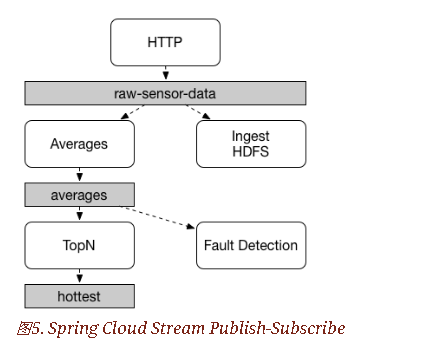 HTTP
raw-sensor-data
Averages
Ingest
HDFS
averages
TopN
Fault Detection
hottest
图5. Spring Cloud Stream Publish-Subscribe